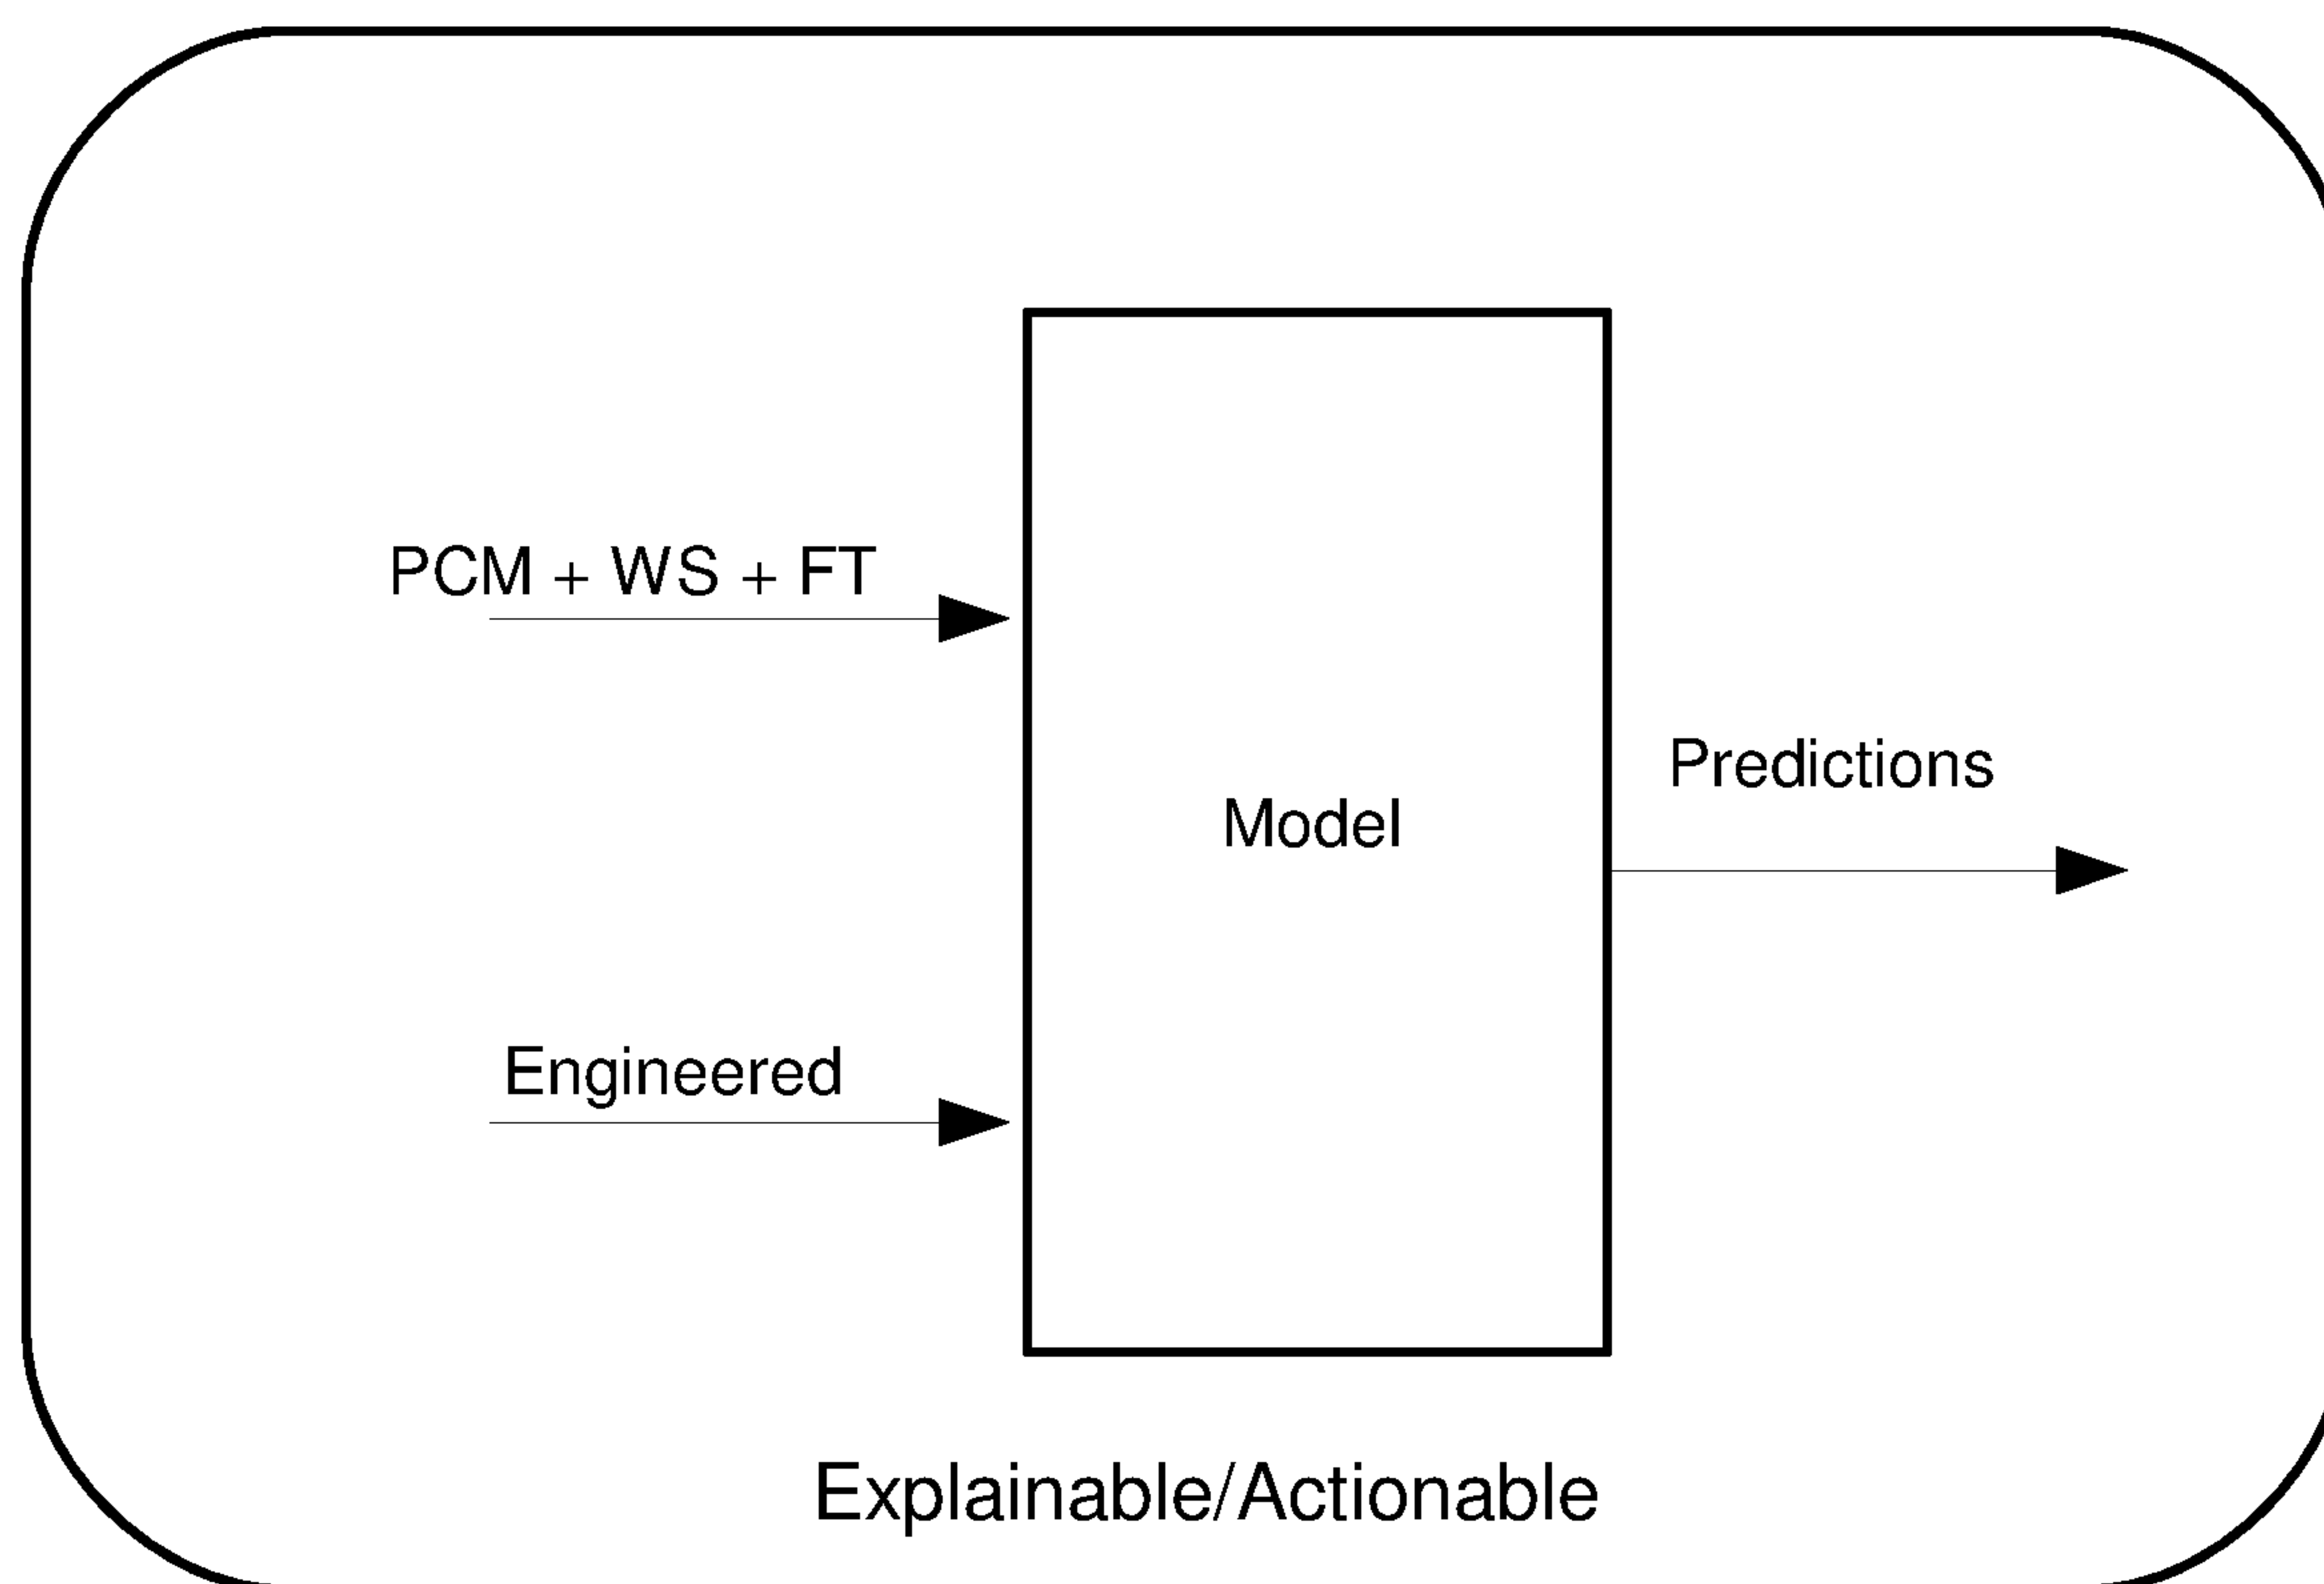 PCM + WS + FT
Predictions
Model
Engineered
Explainable/Actionable